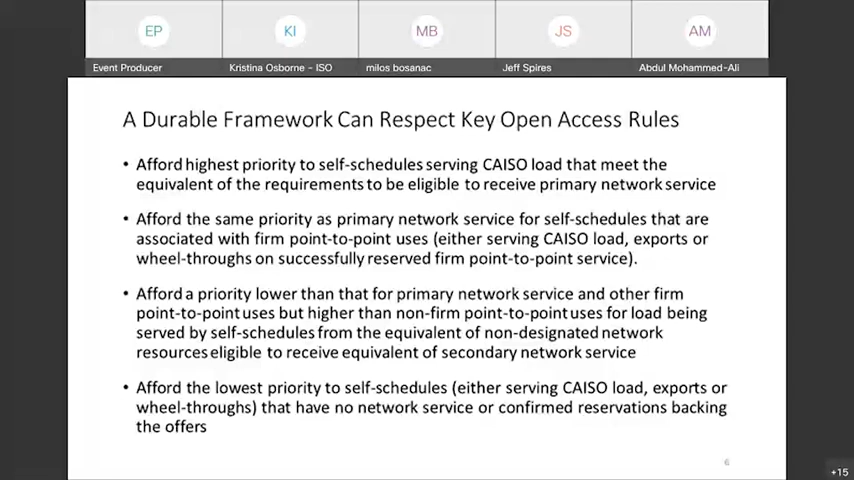 EP
KI
MB
JS
AM
Event Producer
Kristina Osborne - ISO
milos bosanac
Jeff Spires
Abdul Mohammed-Ali
A Durable Framework Can Respect Key Open Access Rules
• Afford highest priority to self-schedules serving CAISO load that meet the
equivalent of the requirements to be eligible to receive primary network service
• Afford the same priority as primary network service for self-schedules that are
associated with firm point-to-point uses (either serving CAISO load, exports or
wheel-throughs on successfully reserved firm point-to-point service).
• Afford a priority lower than that for primary network service and other firm
point-to-point uses but higher than non-firm point-to-point uses for load being
served by self-schedules from the equivalent of non-designated network
resources eligible to receive equivalent of secondary network service
• Afford the lowest priority to self-schedules (either serving CAISO load, exports or
wheel-throughs) that have no network service or confirmed reservations backing
the offers
6
+15